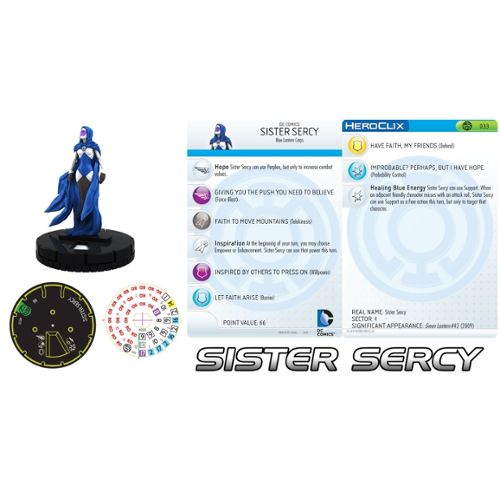 DC COMICS
SISTER SERCY
Blue Lantern Corps
Hope Sister Sercy can use Perplex, but only to increase combat
values.
GIVING YOU THE PUSH YOU NEED TO BELIEVE
(Force Blast)
FAITH TO MOVE MOUNTAINS (Telekinesis)
Inspiration At the beginning of your turn, you may choose
Empower or Enhancement. Sister Sercy can use that power this turn.
INSPIRED BY OTHERS TO PRESS ON (Willpower)
LET FAITH ARISE (Barrier)
POINT VALUE: 66
DC
COMICS
HEROCLIX
033
HAVE FAITH, MY FRIENDS (Defend)
IMPROBABLE? PERHAPS, BUT I HAVE HOPE.
(Probability Control)
Healing Blue Energy Sister Sercy can use Support. When
an adjacent friendly character misses with an attack roll, Sister Sercy
can use Support as a free action this turn, but only to target that
character.
REAL NAME: Sister Sercy
SECTOR: 4
SIGNIFICANT APPEARANCE: Green Lantern #42 (2009)
SISTER SERCY